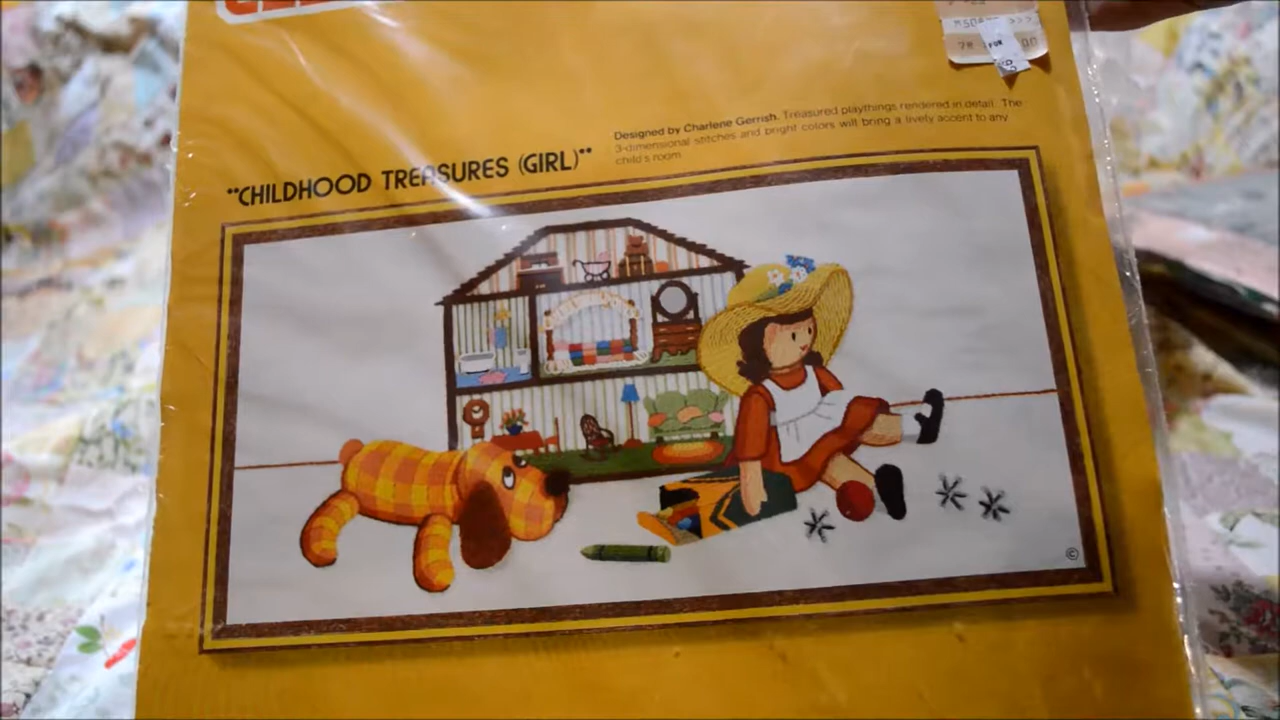 Designed by Charlene Gerrish. Treasured playthings rendered in detail. The
3-dimensional stitches and bright colors will bring a lively accent to any
child's room.
"CHILDHOOD TREASURES (GIRL)"
©